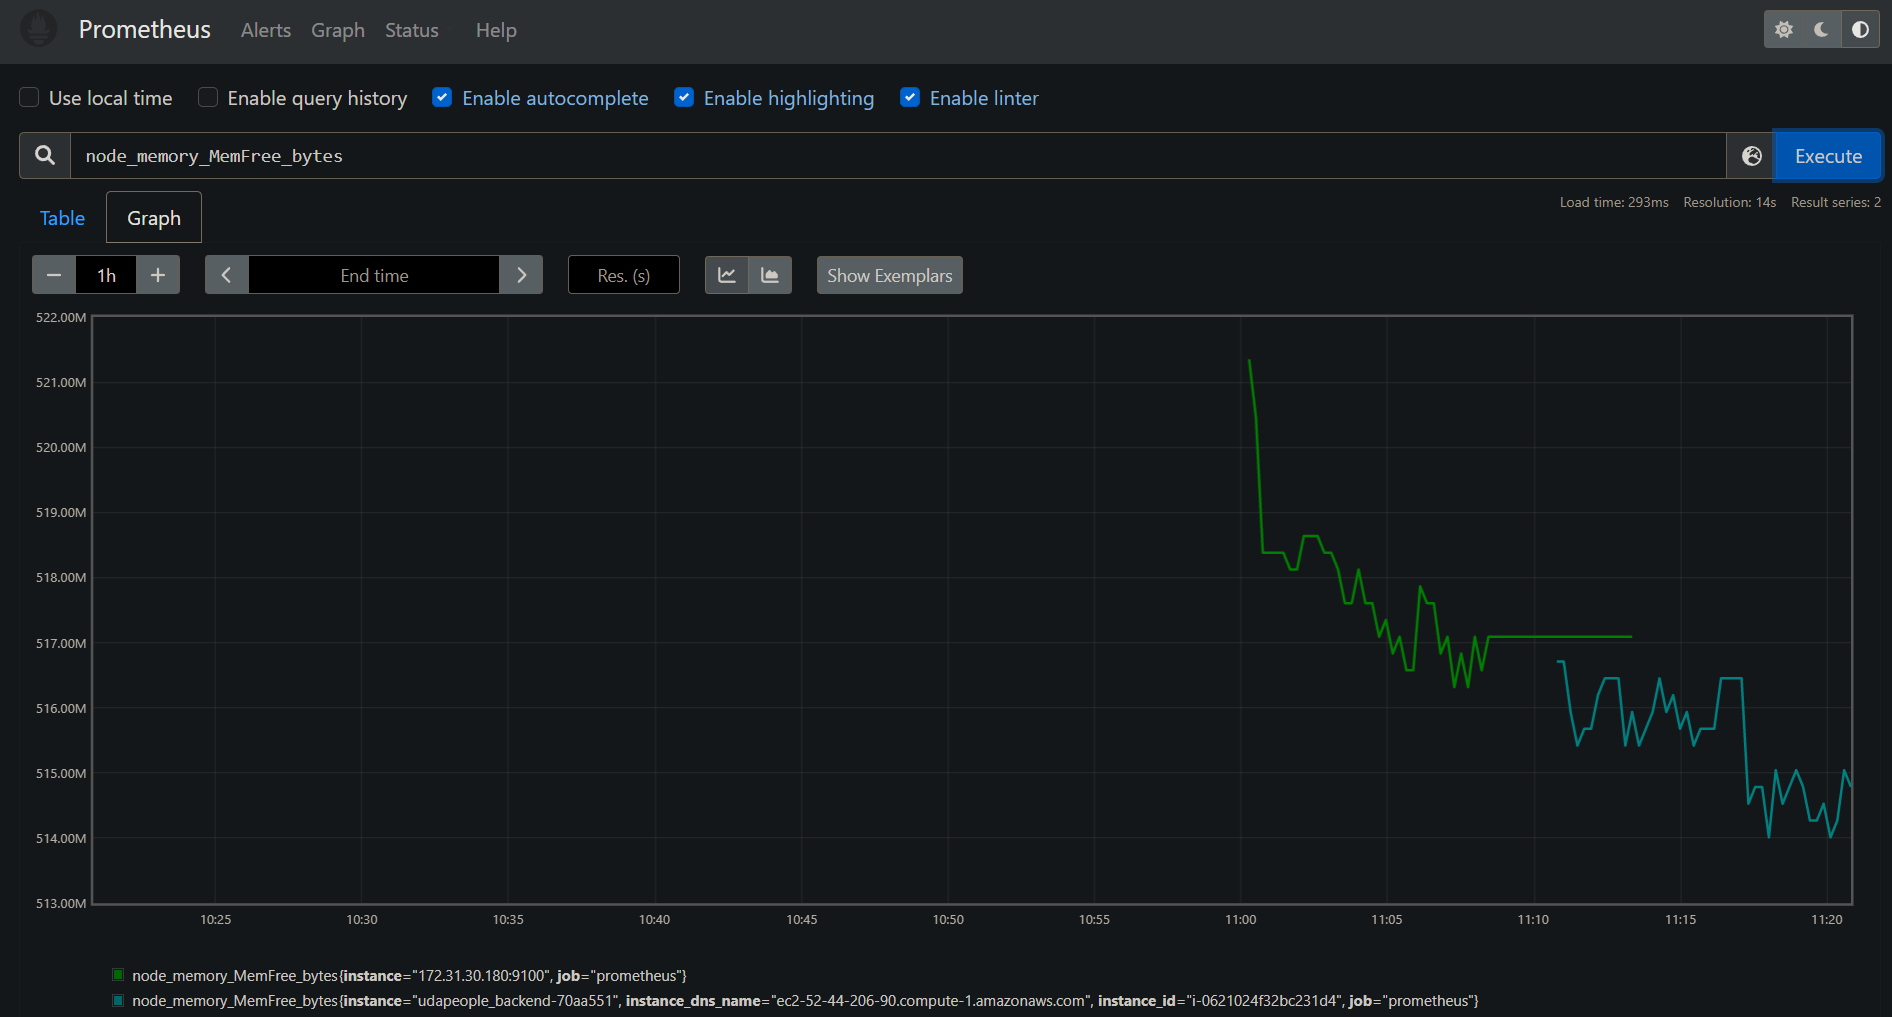 Prometheus Alerts Graph Status Help
Use local time Enable query history Enable autocomplete Enable highlighting Enable linter
node_memory_MemFree_bytes Execute
Load time: 293ms Resolution: 14s Result series: 2
Table Graph
1h End time Res. (s) Show Exemplars
522.00M
521.00M
520.00M
519.00M
518.00M
517.00M
516.00M
515.00M
514.00M
513.00M
10:25 10:30 10:35 10:40 10:45 10:50 10:55 11:00 11:05 11:10 11:15 11:20
node_memory_MemFree_bytes{instance="172.31.30.180:9100", job="prometheus"}
node_memory_MemFree_bytes{instance="udapeople_backend-70aa551", instance_dns_name="ec2-52-44-206-90.compute-1.amazonaws.com", instance_id="i-0621024f32bc231d4", job="prometheus"}